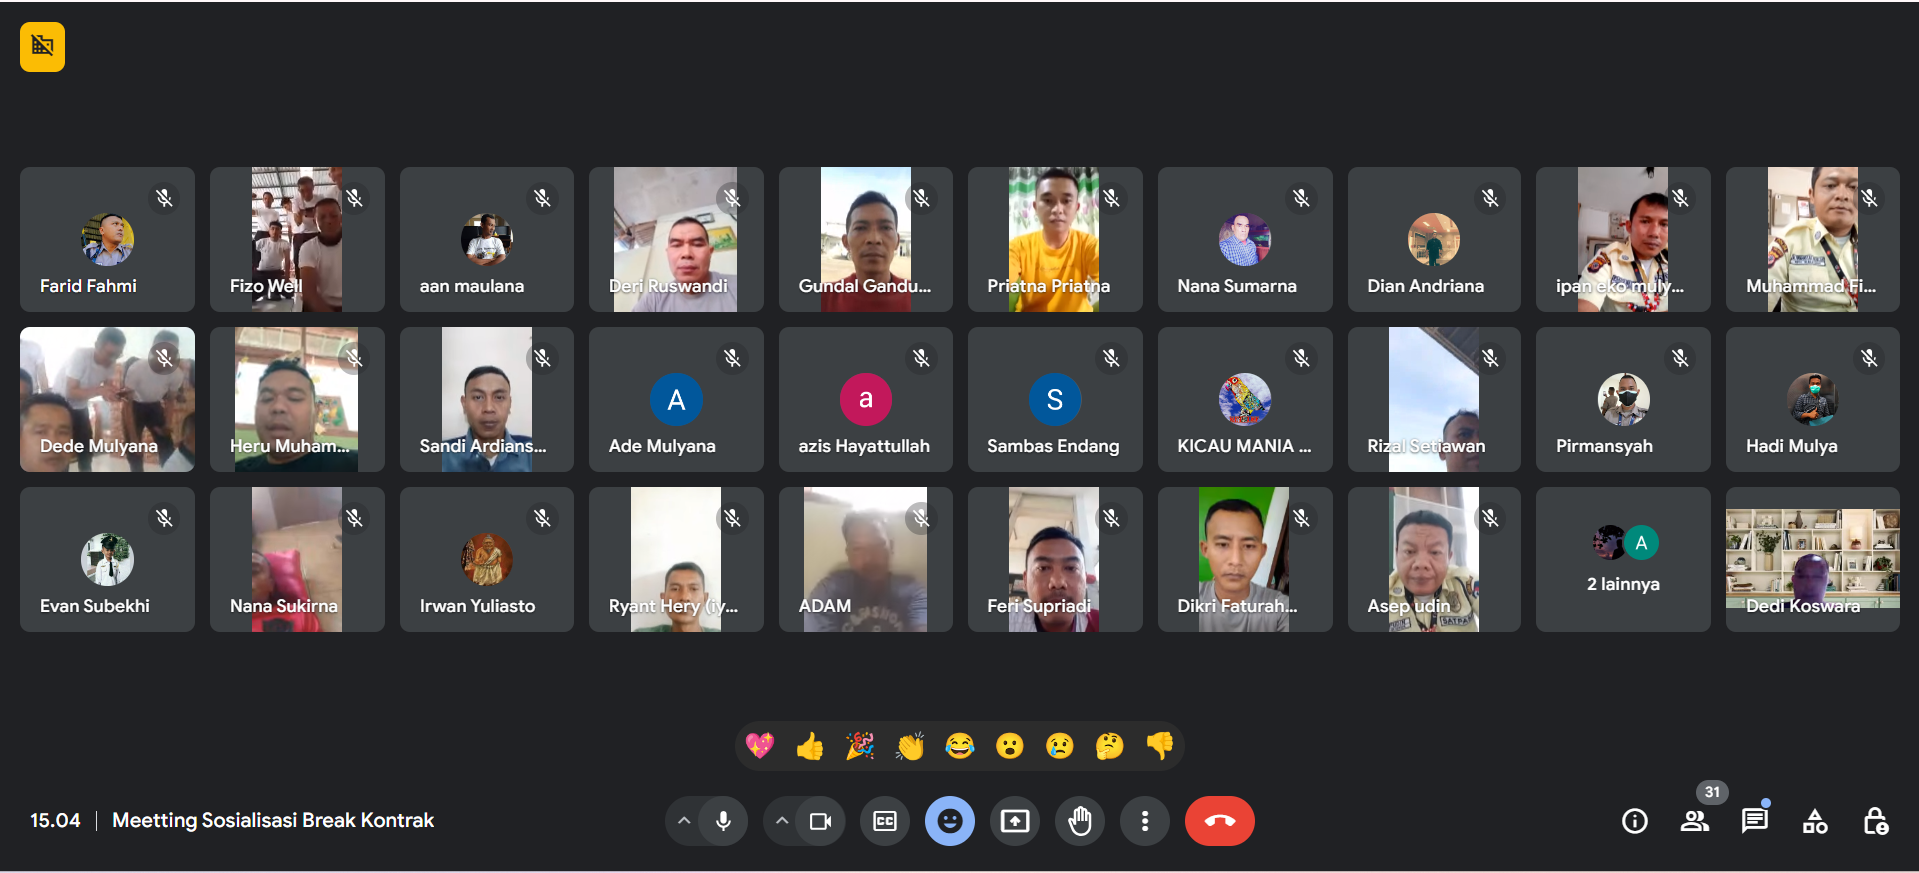 Farid Fahmi
Fizo Well
aan maulana
Deri Ruswandi
Gundal Gandu...
Priatna Priatna
Nana Sumarna
Dian Andriana
ipan eko muly...
Muhammad Fi...
Dede Mulyana
Heru Muham...
Sandi Ardians...
A
Ade Mulyana
a
azis Hayattullah
S
Sambas Endang
KICAU MANIA ...
Rizal Setiawan
Pirmansyah
Hadi Mulya
Evan Subekhi
Nana Sukirna
Irwan Yuliasto
Ryant Hery (iy...
ADAM
Feri Supriadi
Dikri Faturah...
Asep udin
A
2 lainnya
Dedi Koswara
15.04 | Meetting Sosialisasi Break Kontrak
CC
31